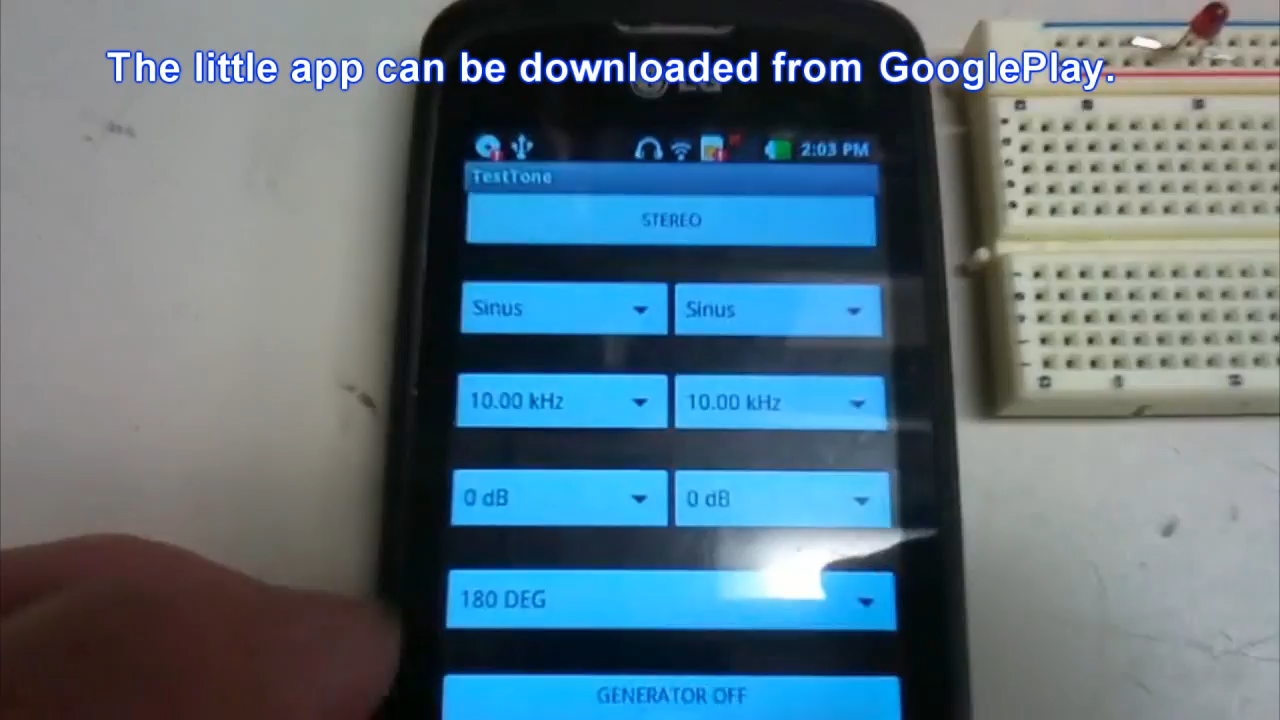 The little app can be downloaded from GooglePlay.
LG
2:03 PM
TestTone
STEREO
Sinus Sinus
10.00 kHz 10.00 kHz
0 dB 0 dB
180 DEG
GENERATOR OFF